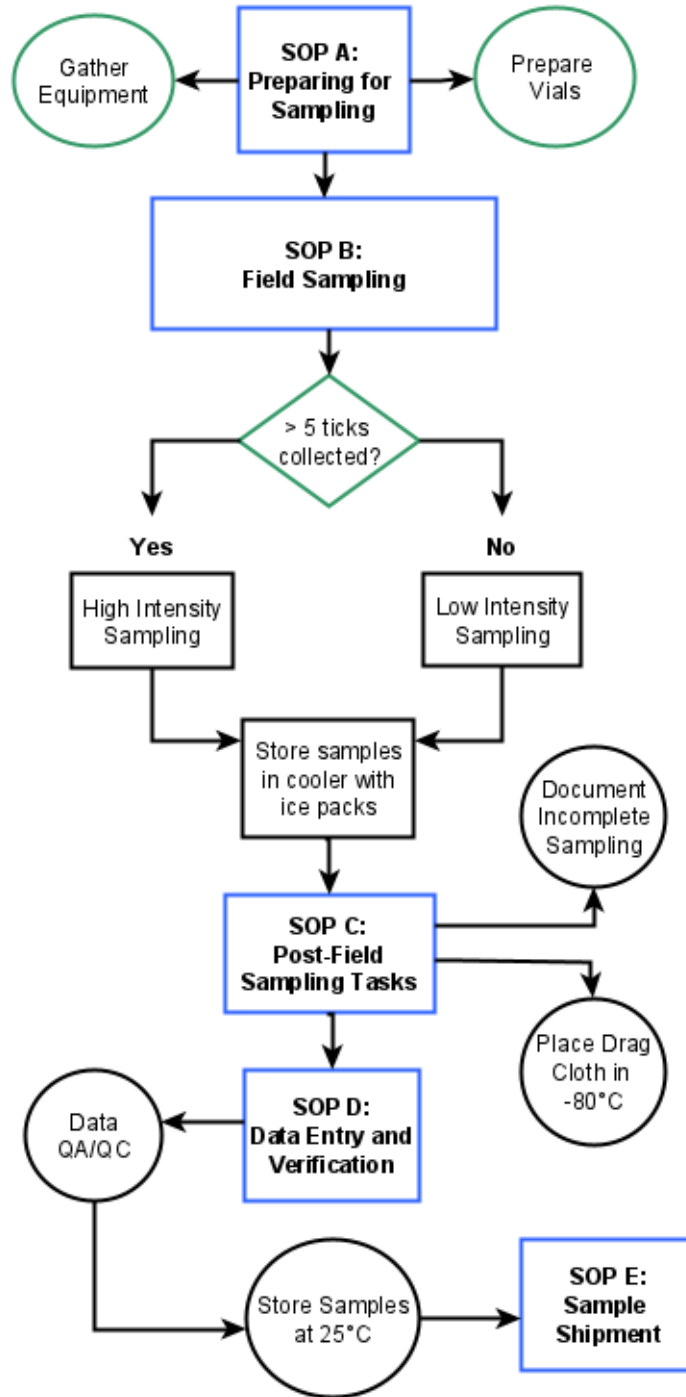 SOP A:
Preparing for
Sampling
Gather
Equipment
Prepare
Vials
SOP B:
Field Sampling
> 5 ticks
collected?
Yes
No
High Intensity
Sampling
Low Intensity
Sampling
Store samples
in cooler with
ice packs
Document
Incomplete
Sampling
SOP C:
Post-Field
Sampling Tasks
Place Drag
Cloth in
-80°C
SOP D:
Data Entry and
Verification
Data
QA/QC
Store Samples
at 25°C
SOP E:
Sample
Shipment